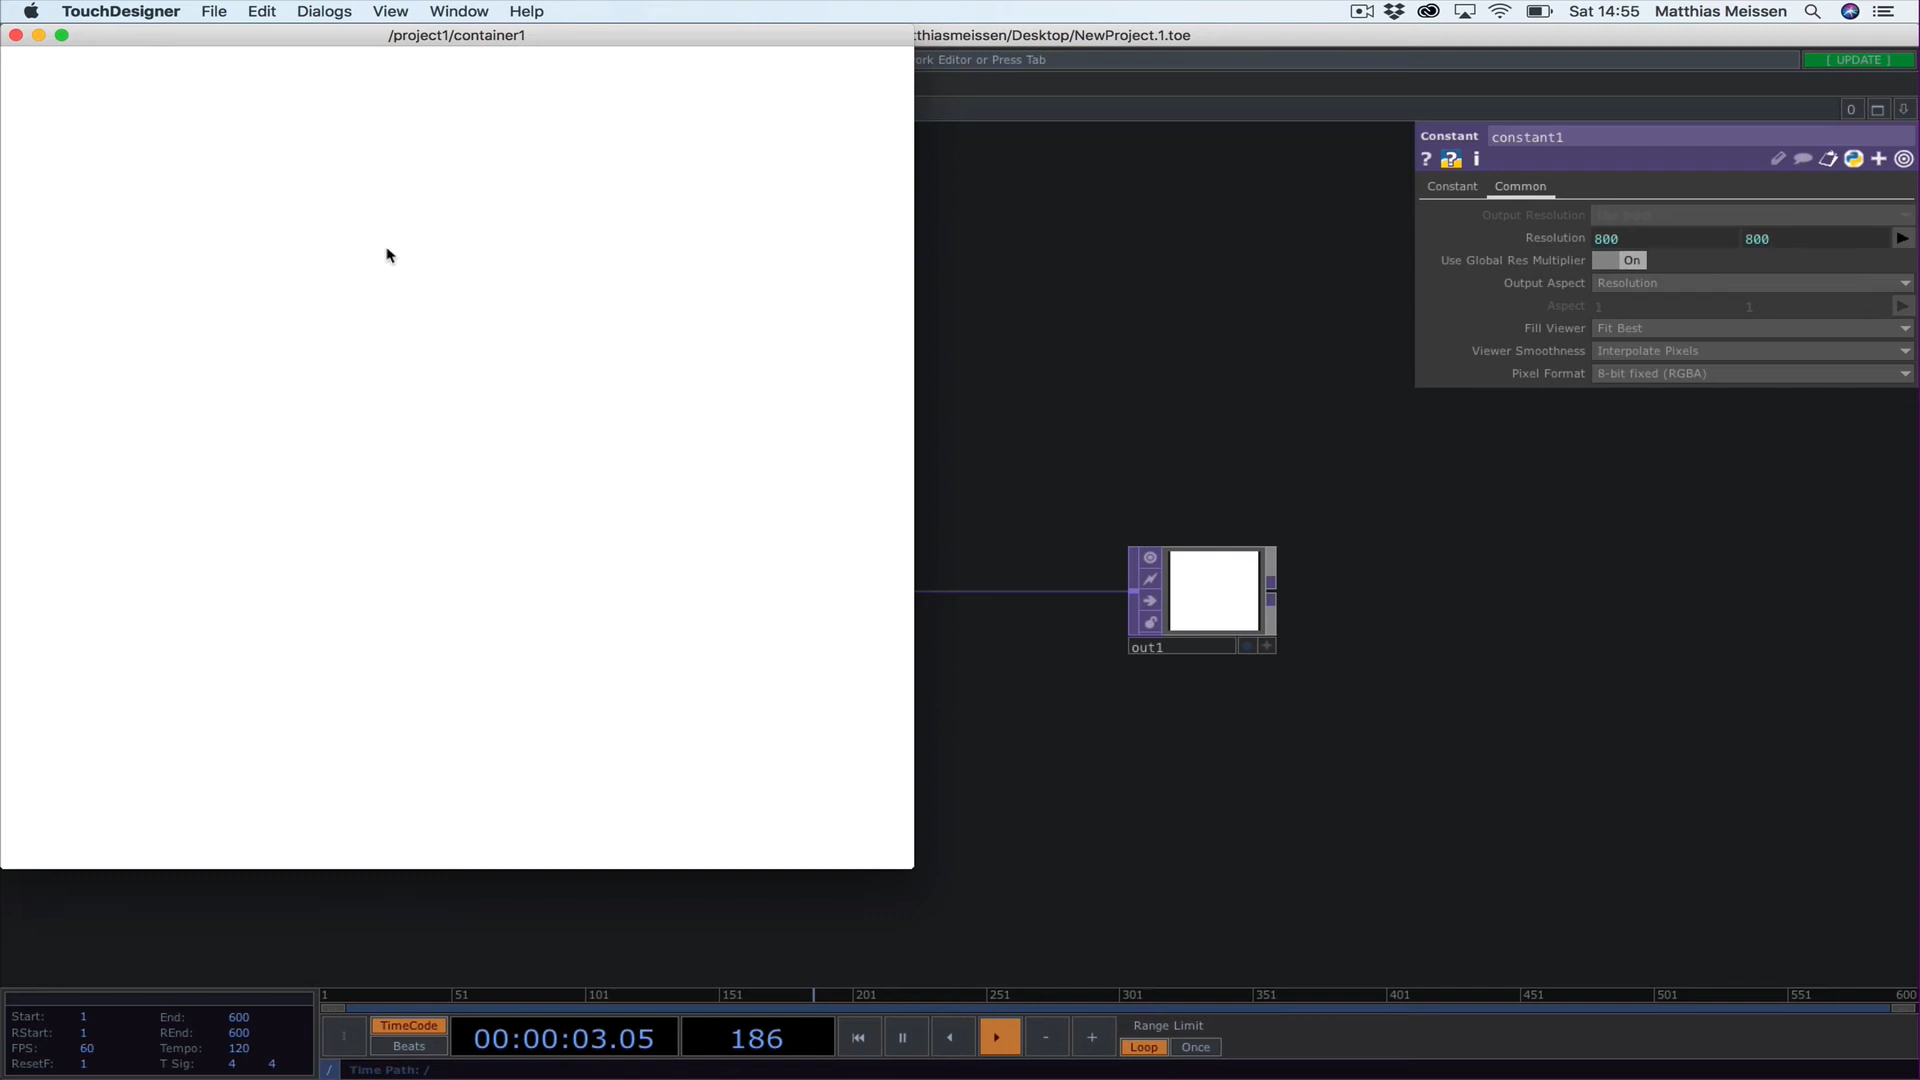 TouchDesigner File Edit Dialogs View Window Help Sat 14:55 Matthias Meissen
/project1/container1 tthiasmeissen/Desktop/NewProject.1.toe
ork Editor or Press Tab [ UPDATE ]
0
Constant constant1
? ? i
Constant Common
Output Resolution
Resolution 800 800
Use Global Res Multiplier On
Output Aspect Resolution
Aspect 1 1
Fill Viewer Fit Best
Viewer Smoothness Interpolate Pixels
Pixel Format 8-bit fixed (RGBA)
out1
1 51 101 151 201 251 301 351 401 451 501 551 600
Start: 1 End: 600
RStart: 1 REnd: 600
FPS: 60 Tempo: 120
ResetF: 1 T Sig: 4 4
TimeCode
Beats
00:00:03.05 186
- +
Range Limit
Loop Once
/ Time Path: /